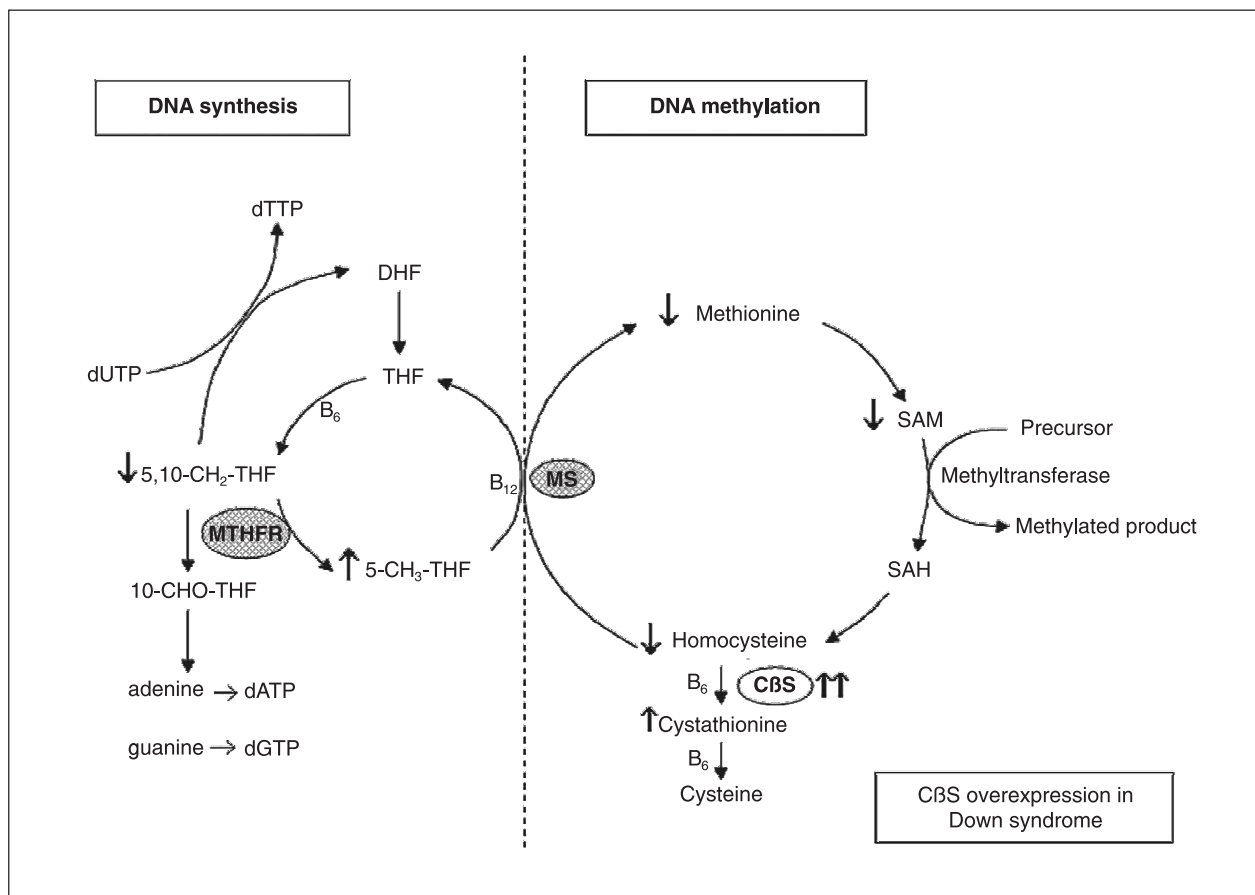 DNA synthesis
DNA methylation
dTTP
DHF
dUTP
THF
B6
↓ 5,10-CH2-THF
MTHFR
↑ 5-CH3-THF
10-CHO-THF
adenine → dATP
guanine → dGTP
B12
MS
↓ Methionine
↓ SAM
Precursor
Methyltransferase
Methylated product
SAH
↓ Homocysteine
B6
CßS ↑↑
↑Cystathionine
B6
Cysteine
CßS overexpression in
Down syndrome